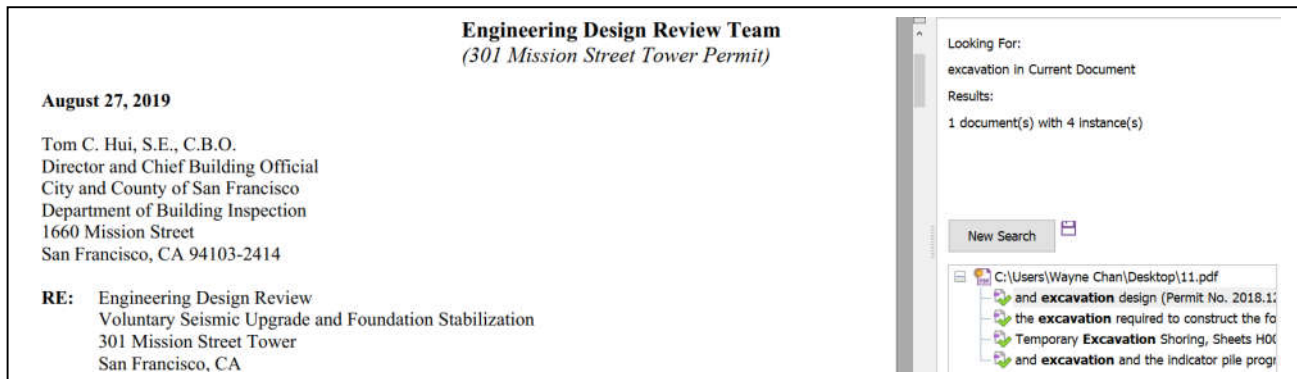 Engineering Design Review Team
(301 Mission Street Tower Permit)
August 27, 2019
Tom C. Hui, S.E., C.B.O.
Director and Chief Building Official
City and County of San Francisco
Department of Building Inspection
1660 Mission Street
San Francisco, CA 94103-2414
RE: Engineering Design Review
Voluntary Seismic Upgrade and Foundation Stabilization
301 Mission Street Tower
San Francisco, CA
Looking For:
excavation in Current Document
Results:
1 document(s) with 4 instance(s)
New Search
C:\Users\Wayne Chan\Desktop\11.pdf
and excavation design (Permit No. 2018.12
the excavation required to construct the fo
Temporary Excavation Shoring, Sheets H00
and excavation and the indicator pile progr